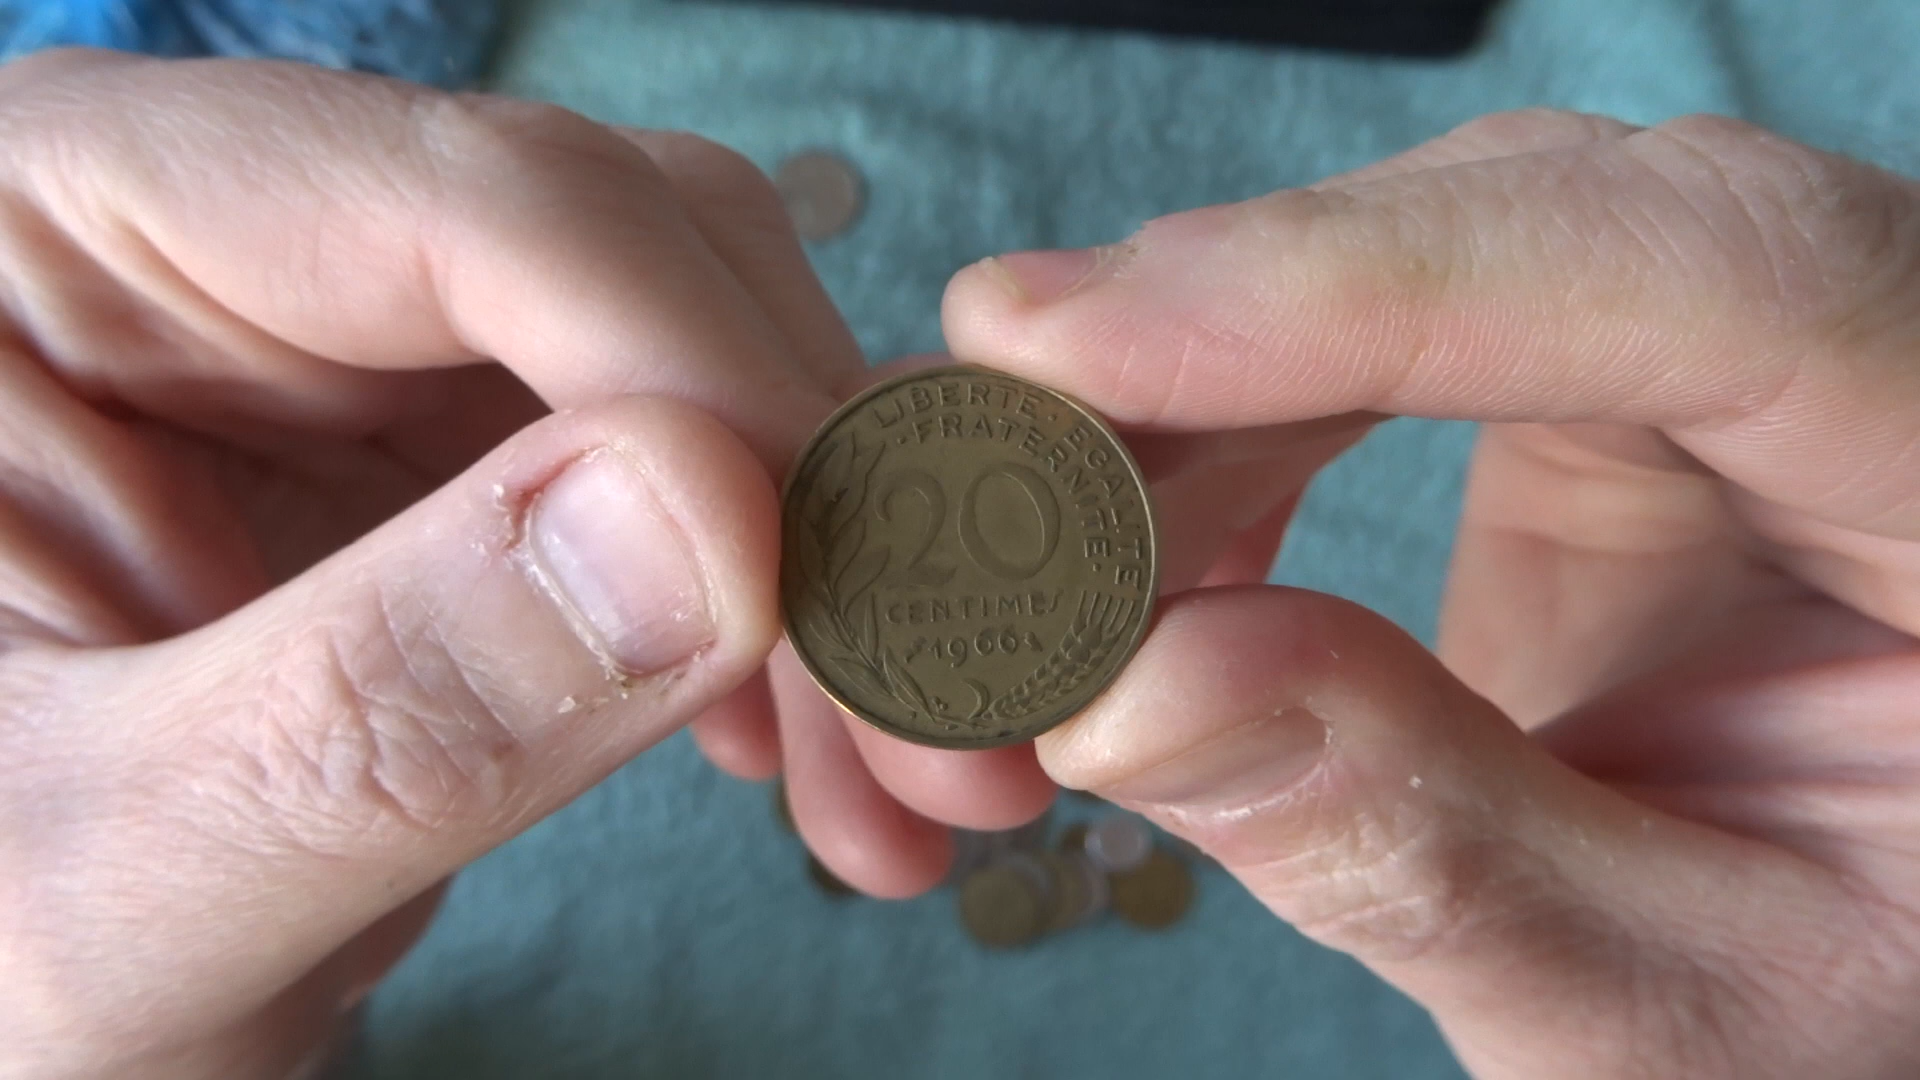 LIBERTE · EGALITE
· FRATERNITE ·
20
CENTIMES
1966